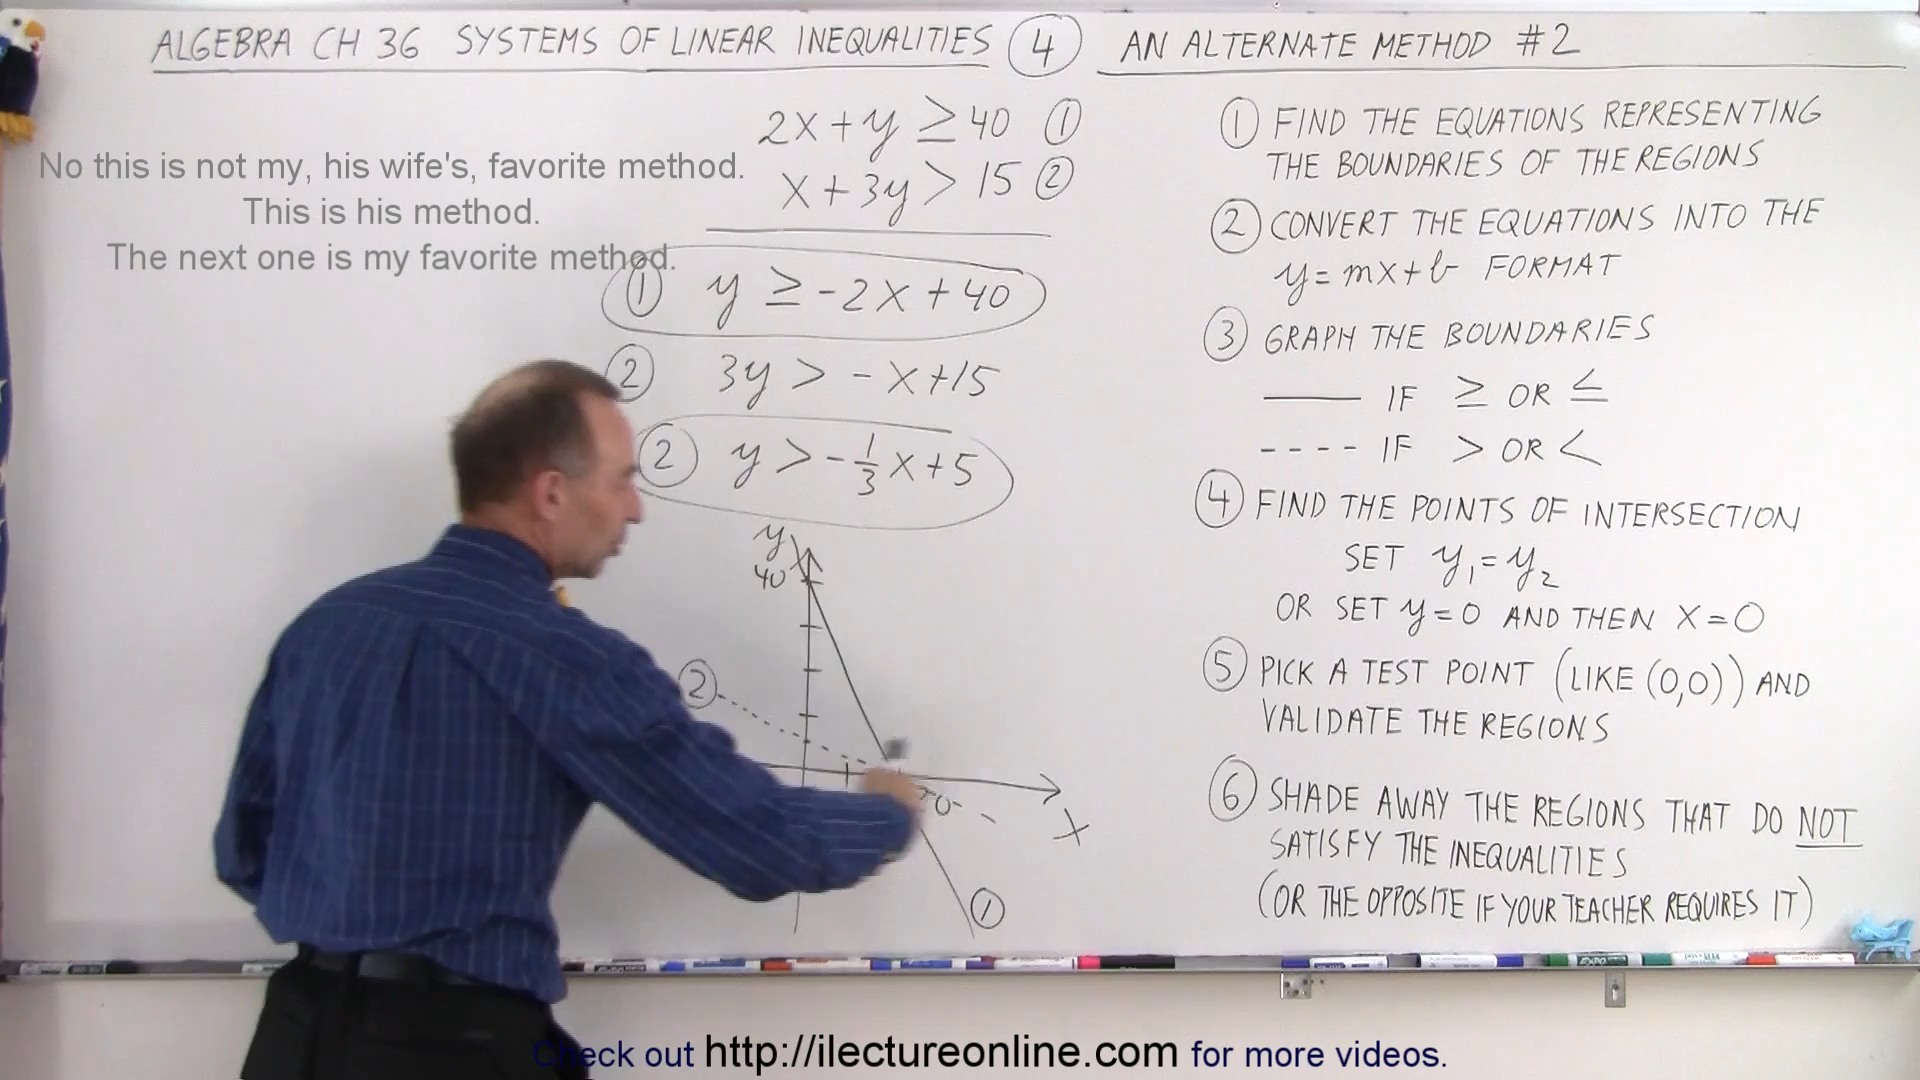 ALGEBRA CH 36 SYSTEMS OF LINEAR INEQUALITIES ④ AN ALTERNATE METHOD #2
No this is not my, his wife's, favorite method.
This is his method.
The next one is my favorite method.
2x+y ≥ 40 ①
x+3y > 15 ②
① y ≥ -2x+40
② 3y > -x+15
② y > -1/3 x+5
y
40
②
20
x
①
① FIND THE EQUATIONS REPRESENTING
THE BOUNDARIES OF THE REGIONS
② CONVERT THE EQUATIONS INTO THE
y=mx+b FORMAT
③ GRAPH THE BOUNDARIES
—— IF ≥ OR ≤
---- IF > OR <
④ FIND THE POINTS OF INTERSECTION
SET y₁=y₂
OR SET y=0 AND THEN X=0
⑤ PICK A TEST POINT (LIKE (0,0)) AND
VALIDATE THE REGIONS
⑥ SHADE AWAY THE REGIONS THAT DO NOT
SATISFY THE INEQUALITIES
(OR THE OPPOSITE IF YOUR TEACHER REQUIRES IT)
EXPO
Check out http://ilectureonline.com for more videos.